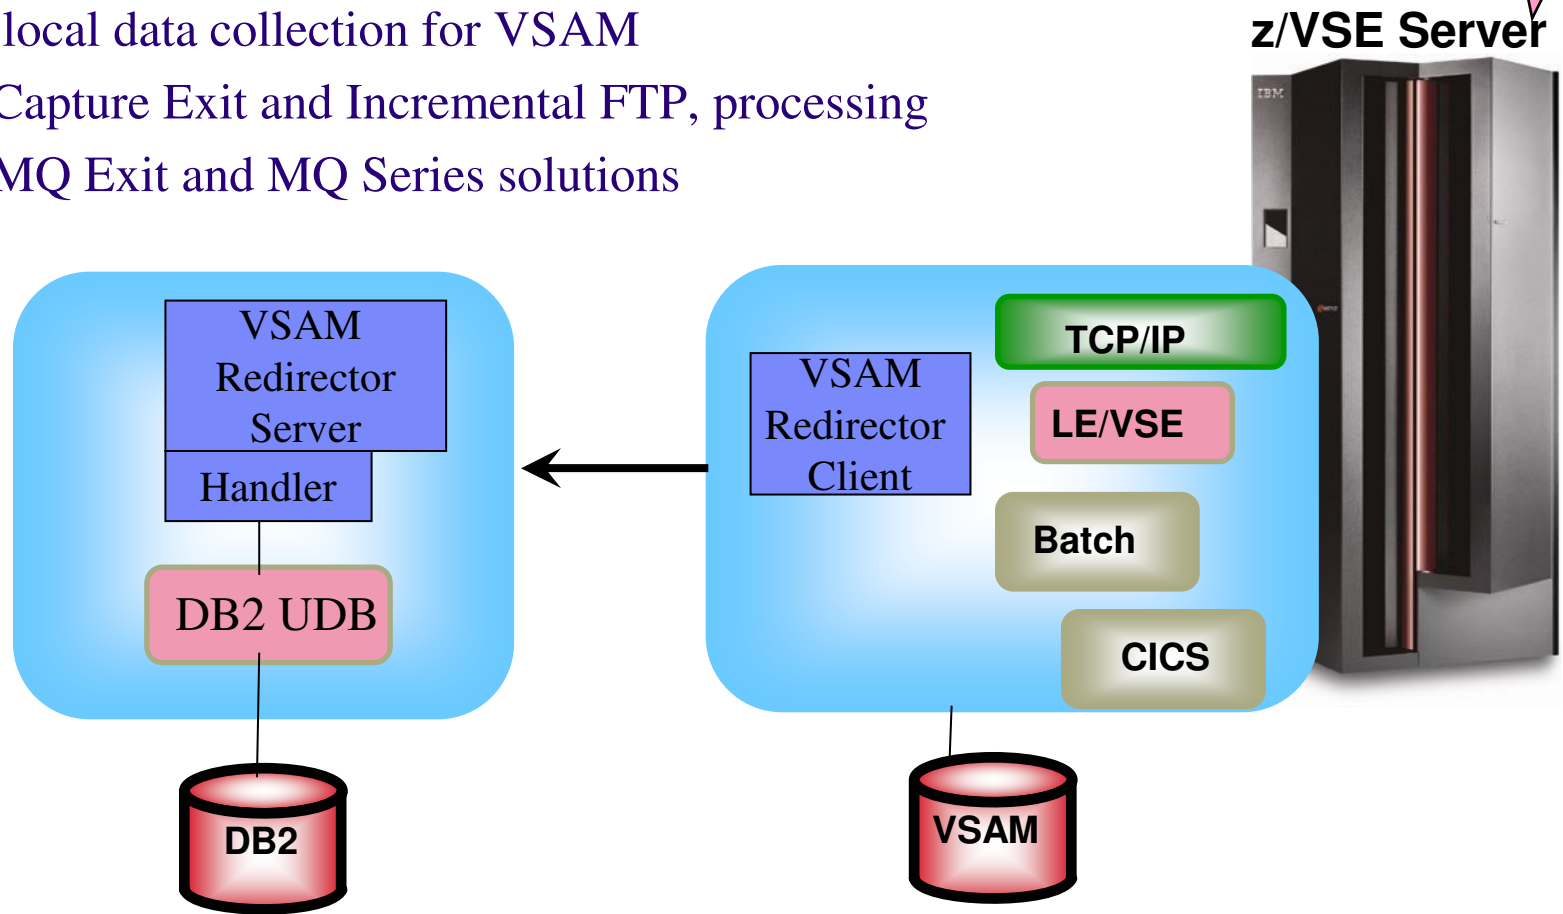 local data collection for VSAM
Capture Exit and Incremental FTP, processing
MQ Exit and MQ Series solutions
z/VSE Server
IBM
VSAM
Redirector
Server
Handler
DB2 UDB
DB2
VSAM
Redirector
Client
TCP/IP
LE/VSE
Batch
CICS
VSAM